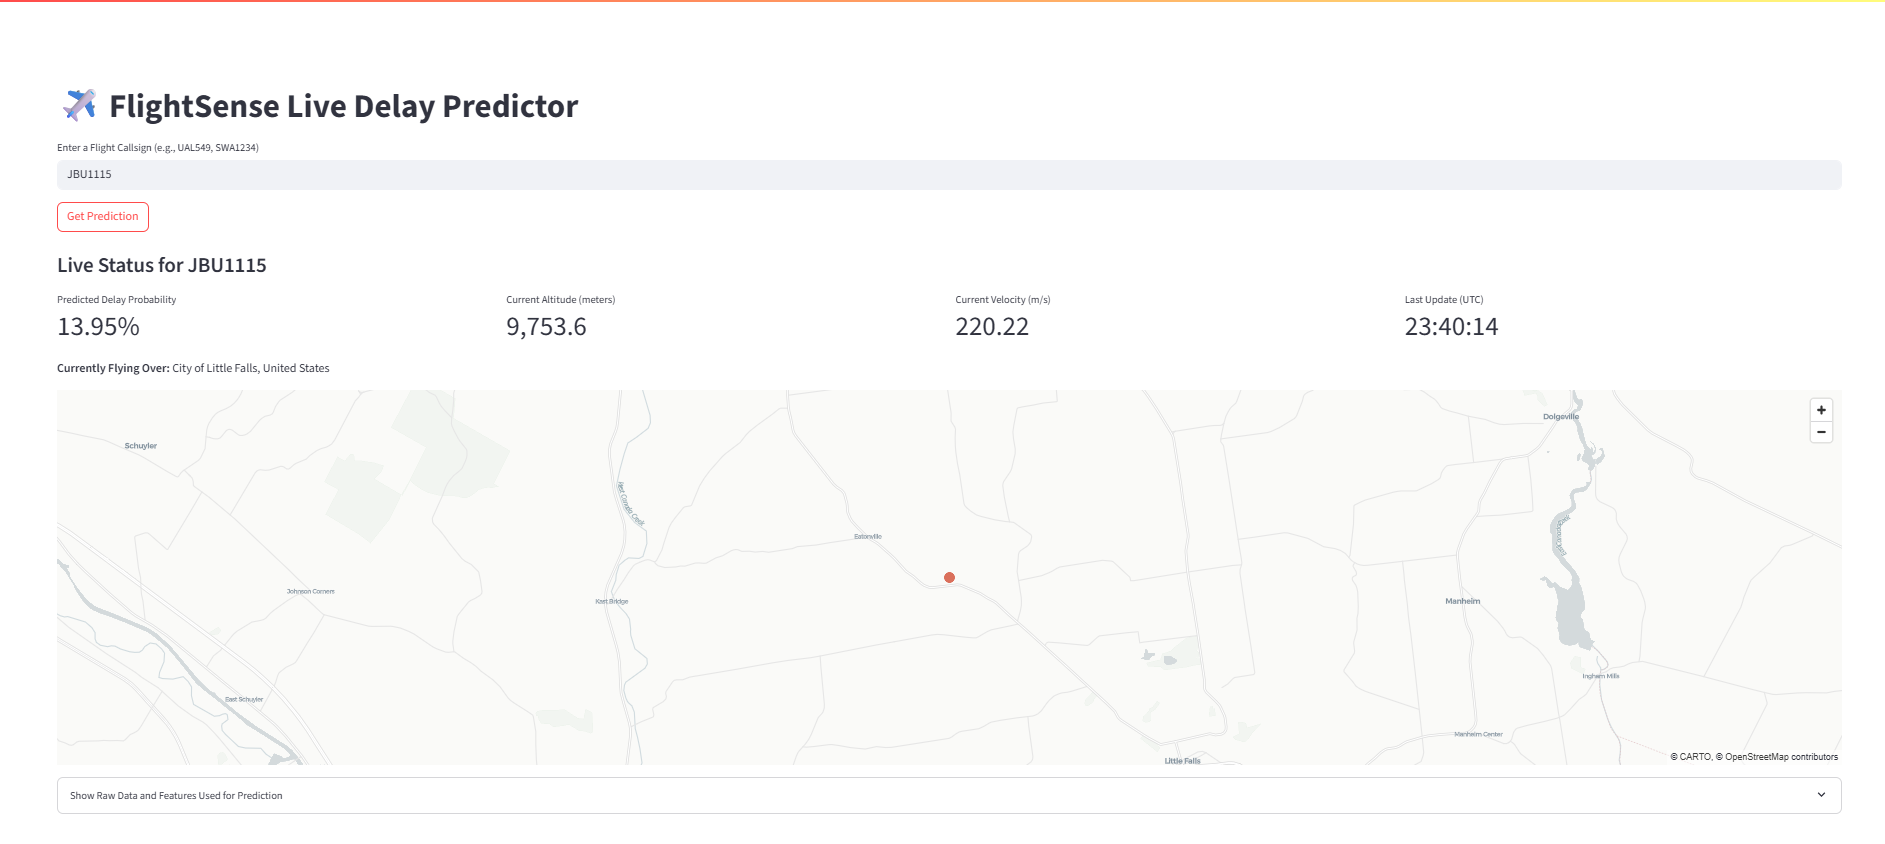 FlightSense Live Delay Predictor
Enter a Flight Callsign (e.g., UAL549, SWA1234)
JBU1115
Get Prediction
Live Status for JBU1115
Predicted Delay Probability
Current Altitude (meters)
Current Velocity (m/s)
Last Update (UTC)
13.95%
9,753.6
220.22
23:40:14
Currently Flying Over: City of Little Falls, United States
+
−
Dolgeville
Schuyler
West Canada Creek
Eatonville
Johnson Corners
Kast Bridge
Manheim
Ingham Mills
East Schuyler
Manheim Center
Little Falls
© CARTO, © OpenStreetMap contributors
Show Raw Data and Features Used for Prediction